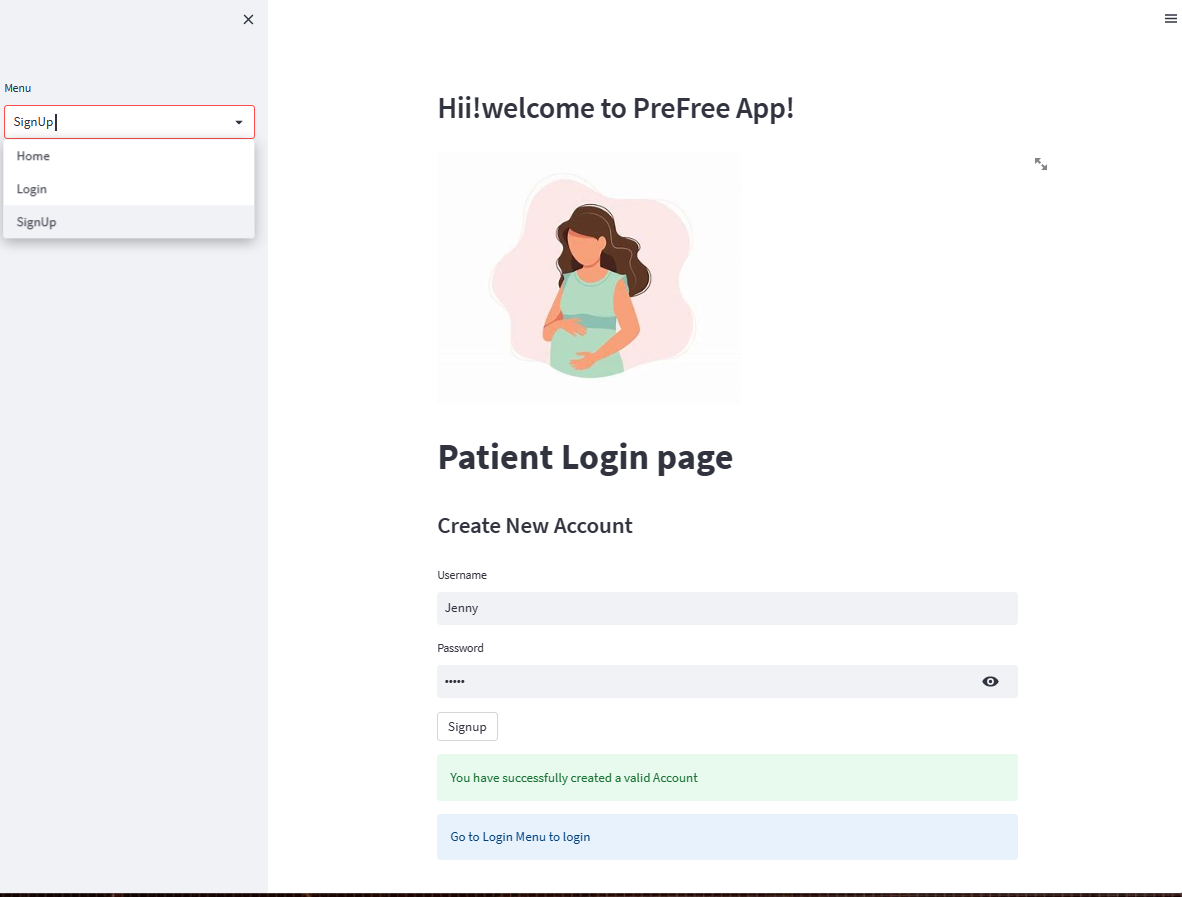 Menu
SignUp
Home
Login
SignUp
Hii!welcome to PreFree App!
Patient Login page
Create New Account
Username
Jenny
Password
•••••
Signup
You have successfully created a valid Account
Go to Login Menu to login